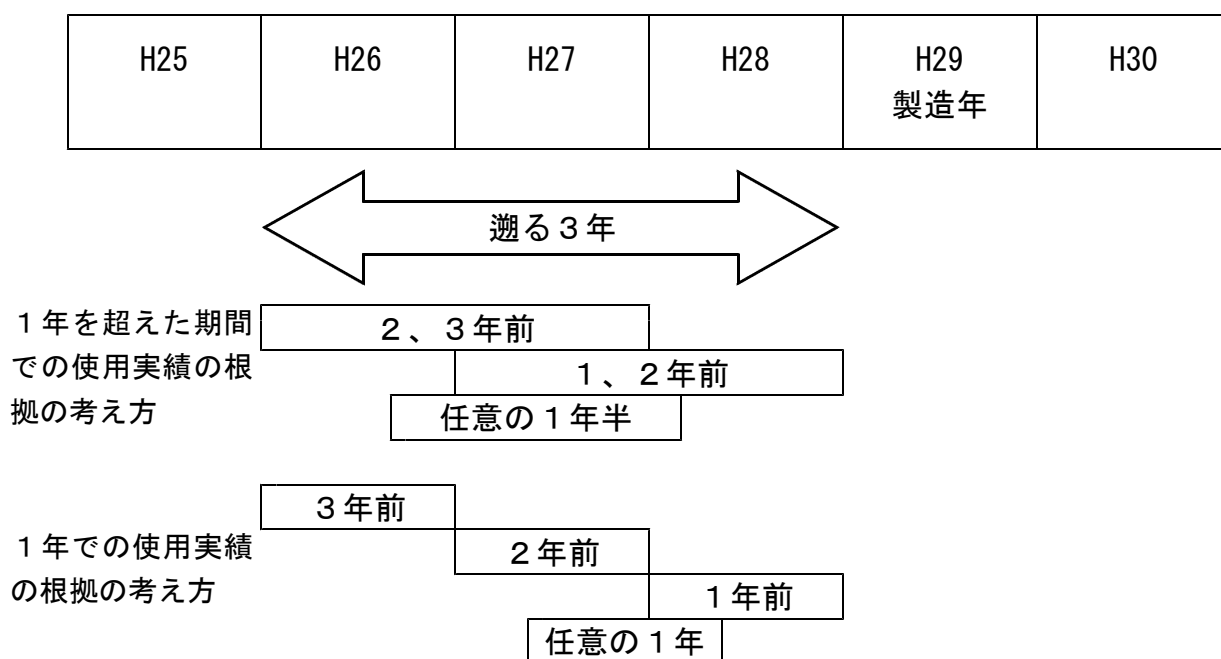 H25 H26 H27 H28 H29 H30
製造年
遡る３年
１年を超えた期間
での使用実績の根
拠の考え方
２、３年前
１、２年前
任意の１年半
３年前
１年での使用実績
の根拠の考え方
２年前
１年前
任意の１年